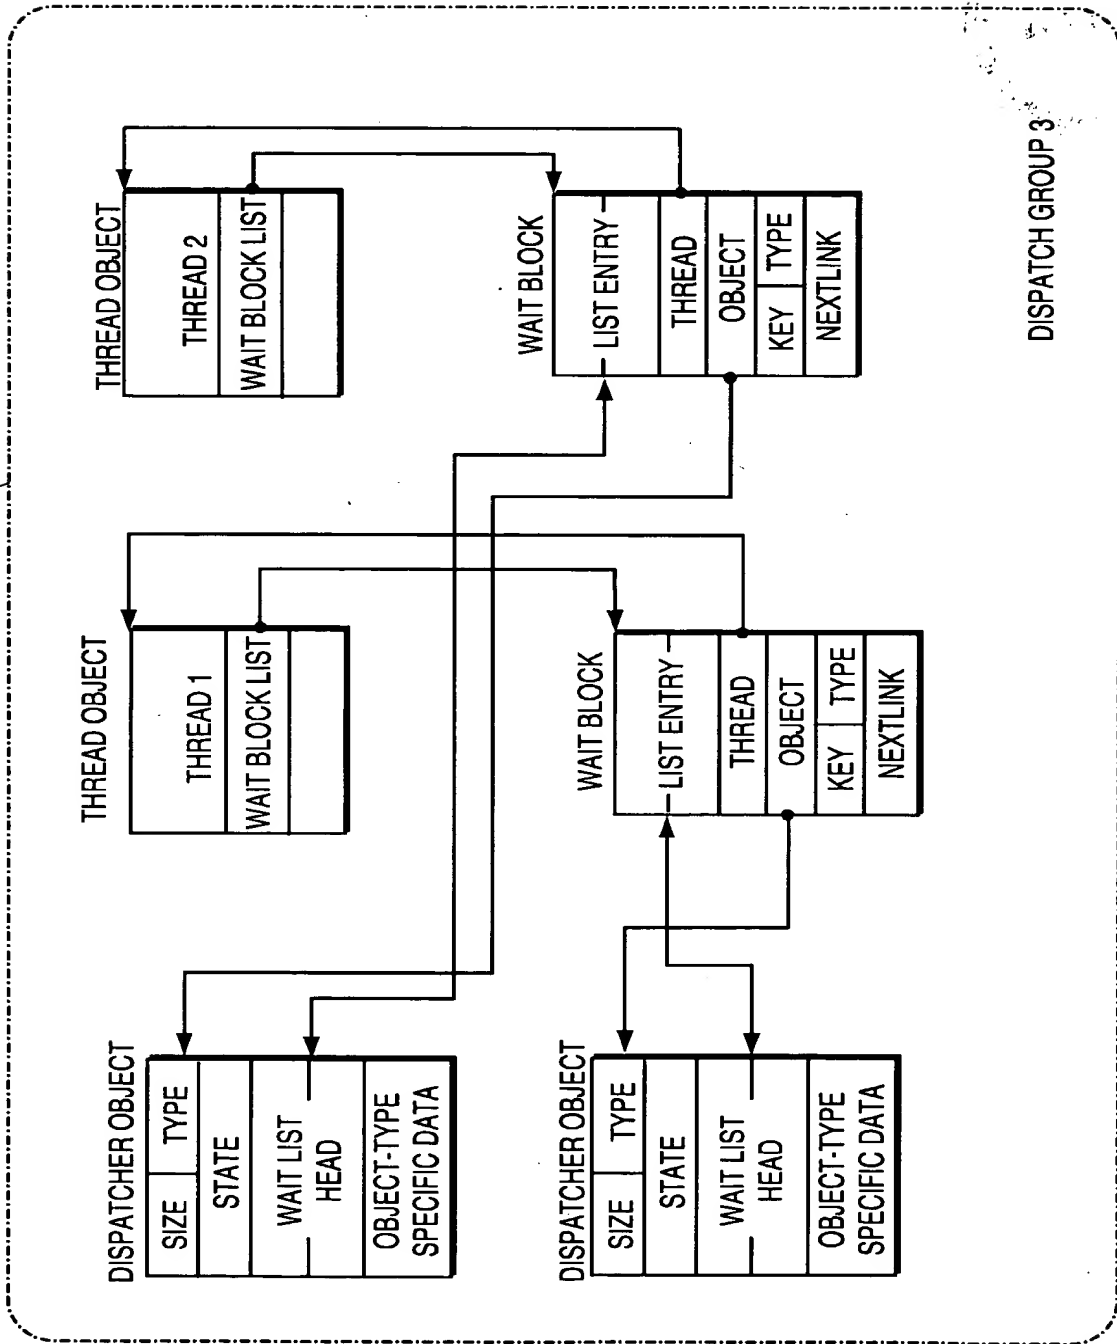 DISPATCHER OBJECT
SIZE TYPE
STATE
WAIT LIST
HEAD
OBJECT-TYPE
SPECIFIC DATA
DISPATCHER OBJECT
SIZE TYPE
STATE
WAIT LIST
HEAD
OBJECT-TYPE
SPECIFIC DATA
THREAD OBJECT
THREAD 1
WAIT BLOCK LIST
WAIT BLOCK
LIST ENTRY
THREAD
OBJECT
KEY TYPE
NEXTLINK
THREAD OBJECT
THREAD 2
WAIT BLOCK LIST
WAIT BLOCK
LIST ENTRY
THREAD
OBJECT
KEY TYPE
NEXTLINK
DISPATCH GROUP 3